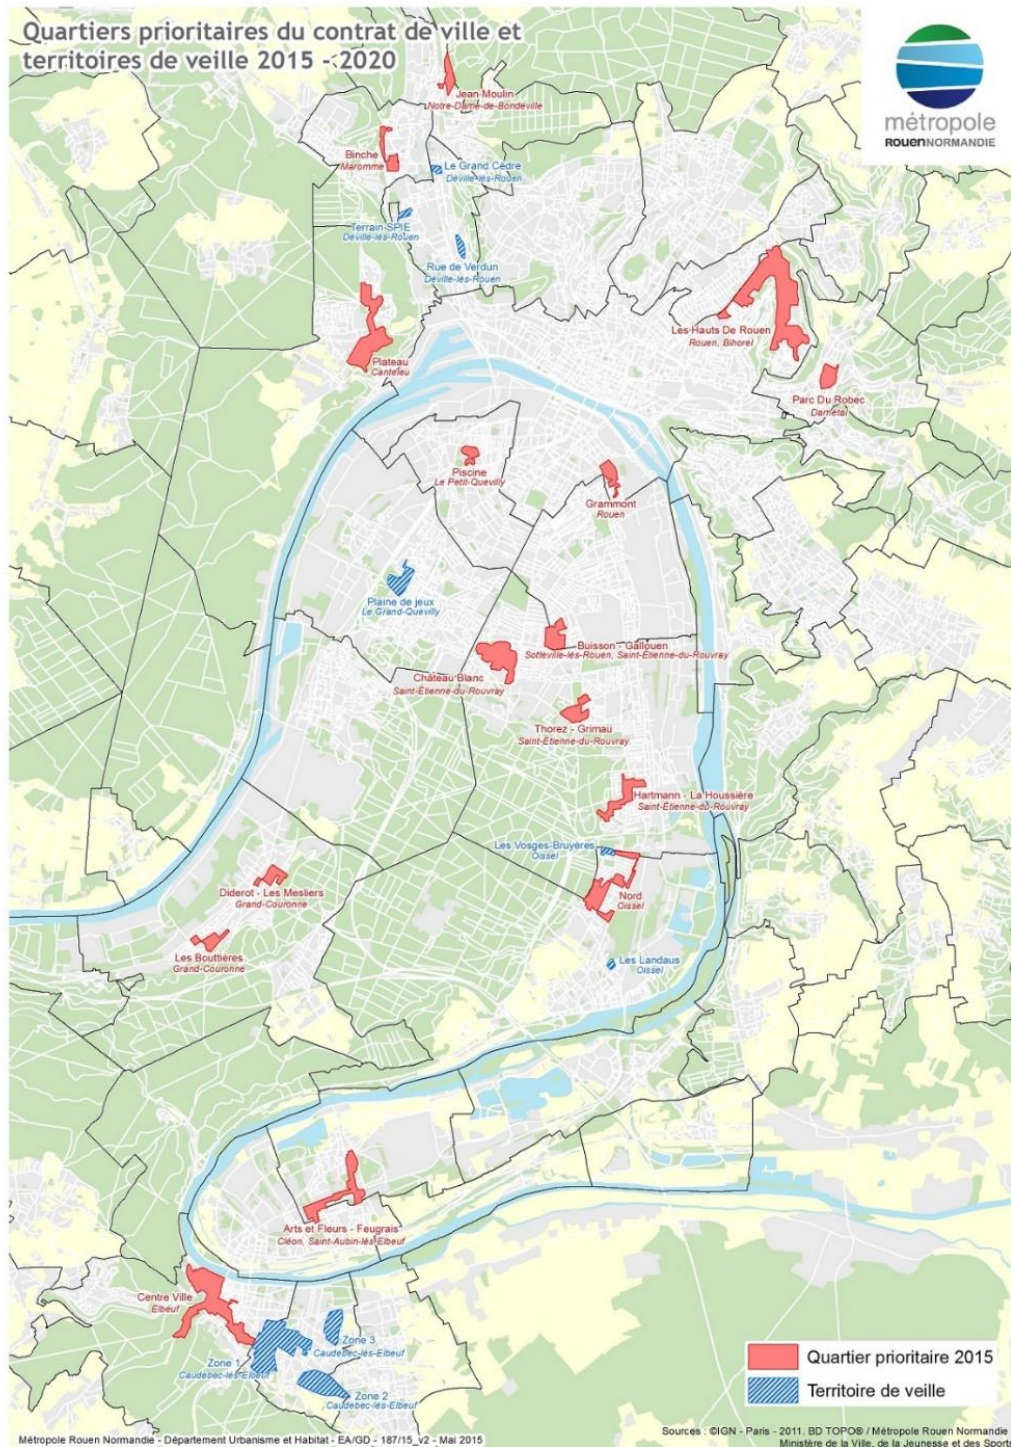 Quartiers prioritaires du contrat de ville et
territoires de veille 2015 - 2020
métropole
ROUENNORMANDIE
Jean Moulin
Notre-Dame-de-Bondeville
Binche
Maromme
Le Grand Cèdre
Déville-lès-Rouen
Terrain SPIE
Déville-lès-Rouen
Rue de Verdun
Déville-lès-Rouen
Les Hauts De Rouen
Rouen, Bihorel
Plateau
Canteleu
Parc Du Robec
Darnétal
Piscine
Le Petit-Quevilly
Grammont
Rouen
Plaine de jeux
Le Grand-Quevilly
Buisson - Gallouen
Sotteville-lès-Rouen, Saint-Étienne-du-Rouvray
Château Blanc
Saint-Étienne-du-Rouvray
Thorez - Grimau
Saint-Étienne-du-Rouvray
Hartmann - La Houssière
Saint-Étienne-du-Rouvray
Les Vosges-Bruyères
Oissel
Diderot - Les Mesliers
Grand-Couronne
Nord
Oissel
Les Bouttières
Grand-Couronne
Les Landaus
Oissel
Arts et Fleurs - Feugrais
Cléon, Saint-Aubin-lès-Elbeuf
Centre Ville
Elbeuf
Zone 3
Caudebec-lès-Elbeuf
Zone 1
Caudebec-lès-Elbeuf
Zone 2
Caudebec-lès-Elbeuf
Quartier prioritaire 2015
Territoire de veille
Métropole Rouen Normandie - Département Urbanisme et Habitat - EA/GD - 187/15_v2 - Mai 2015
Sources : ©IGN - Paris - 2011. BD TOPO® / Métropole Rouen Normandie
Ministère de la Ville, de la Jeunesse et des Sports